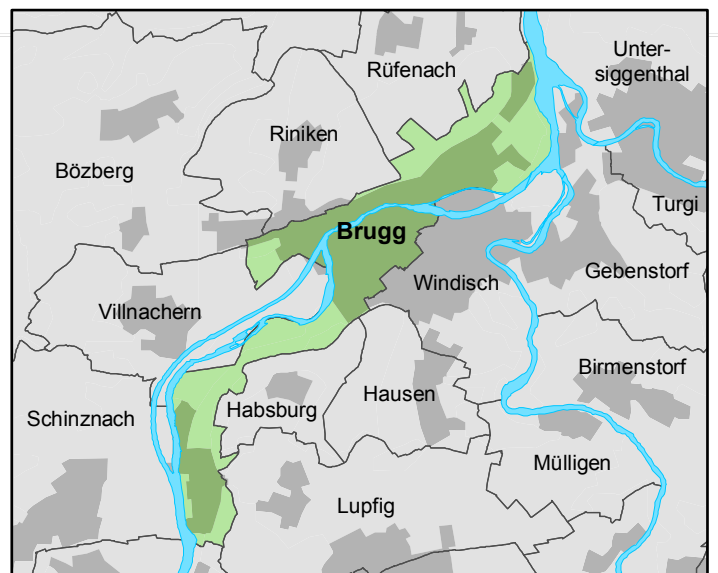 Unter-
siggenthal
Rüfenach
Riniken
Bözberg
Turgi
Brugg
Gebenstorf
Windisch
Villnachern
Birmenstorf
Hausen
Habsburg
Schinznach
Mülligen
Lupfig